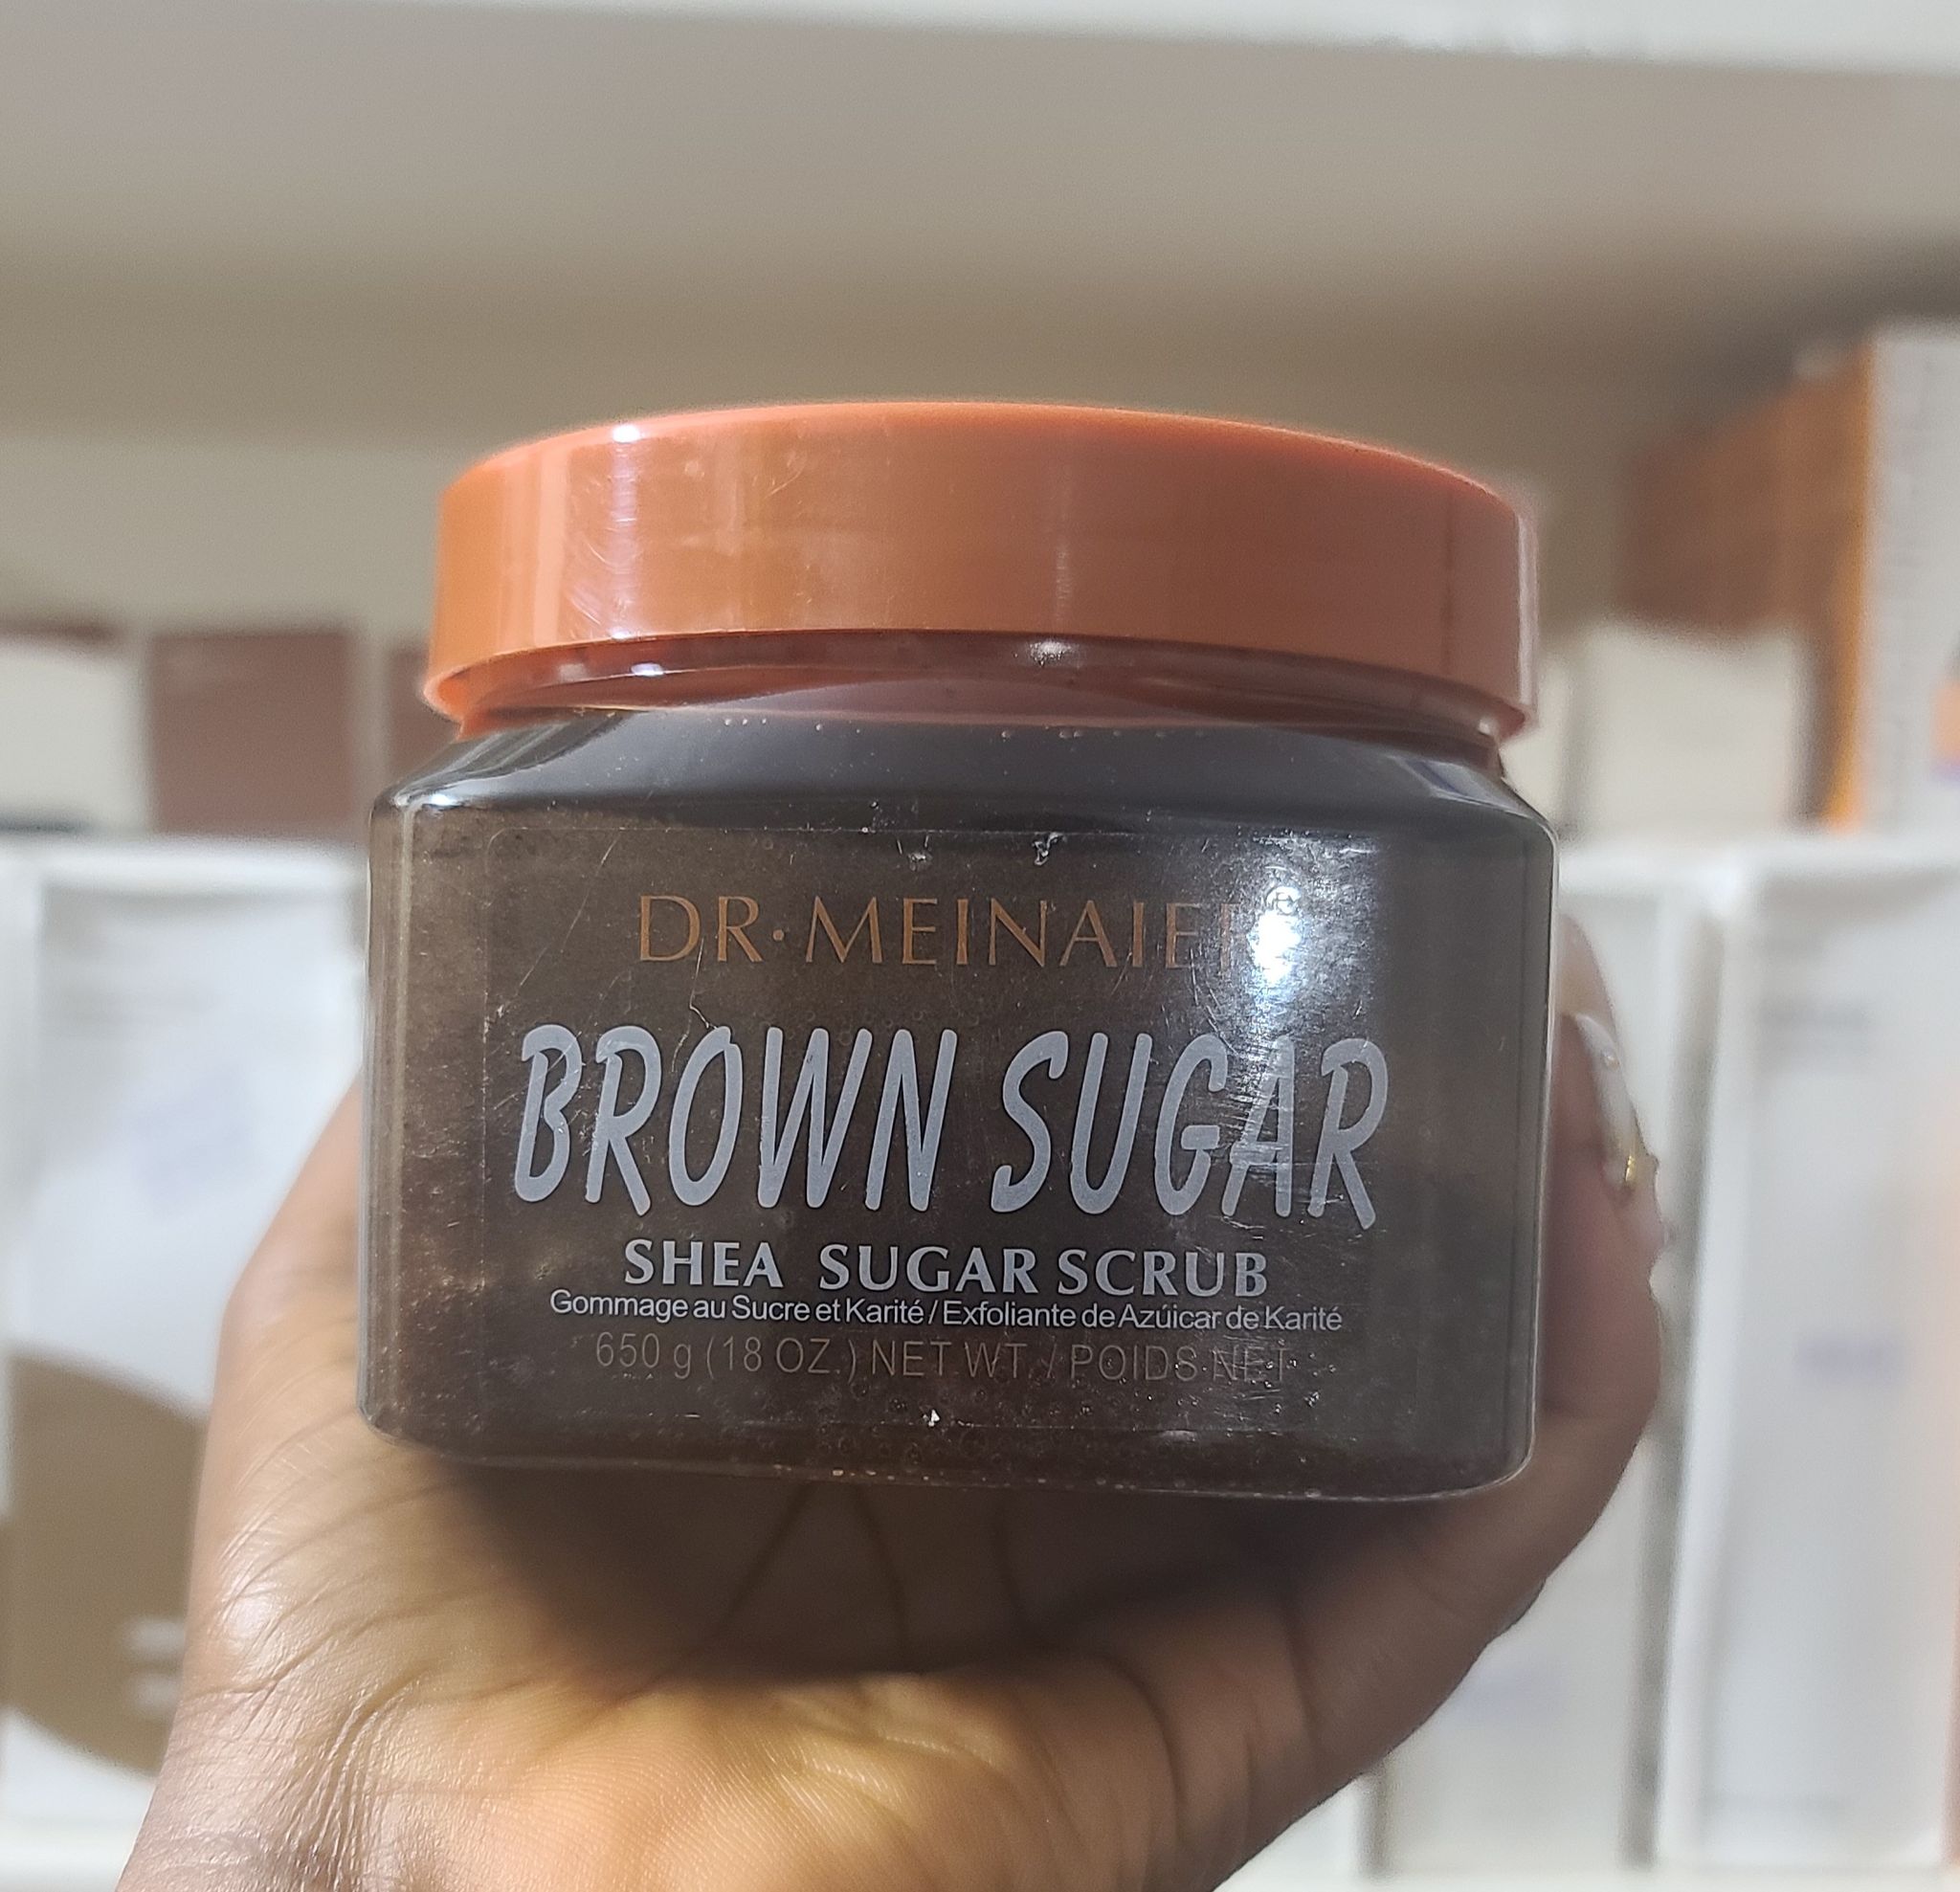 DR·MEINAIER®
BROWN SUGAR
SHEA SUGAR SCRUB
Gommage au Sucre et Karité / Exfoliante de Azúicar de Karité
650 g (18 OZ.) NET WT. / POIDS NET